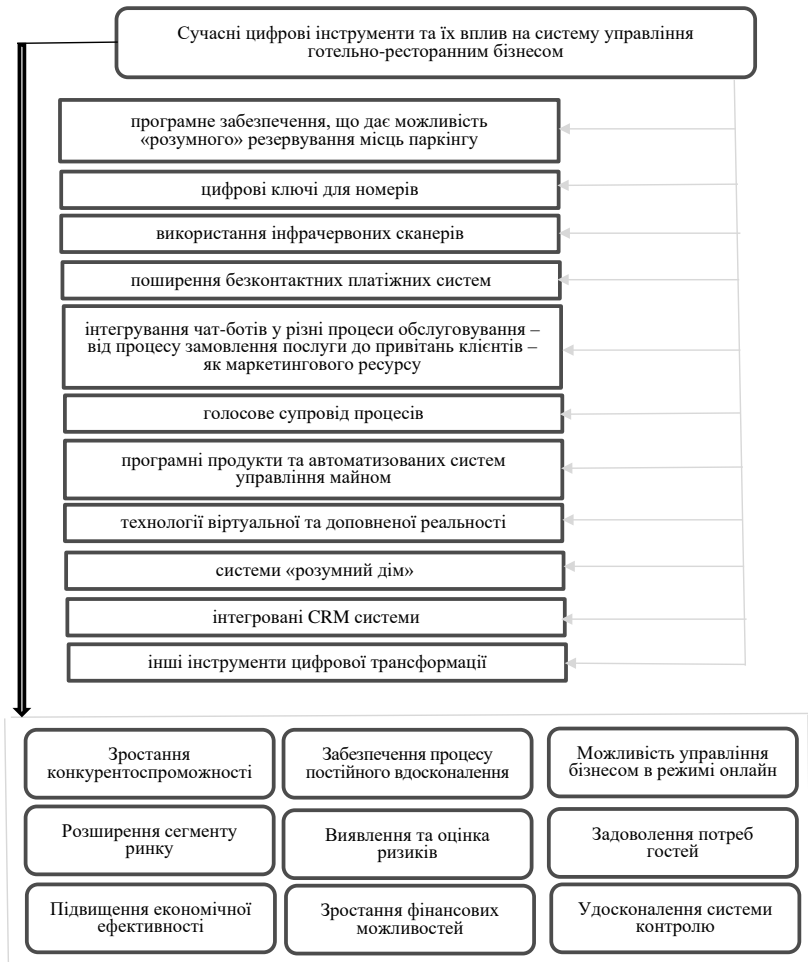 Сучасні цифрові інструменти та їх вплив на систему управління
готельно-ресторанним бізнесом
програмне забезпечення, що дає можливість
«розумного» резервування місць паркінгу
цифрові ключі для номерів
використання інфрачервоних сканерів
поширення безконтактних платіжних систем
інтегрування чат-ботів у різні процеси обслуговування –
від процесу замовлення послуги до привітань клієнтів –
як маркетингового ресурсу
голосове супровід процесів
програмні продукти та автоматизованих систем
управління майном
технології віртуальної та доповненої реальності
системи «розумний дім»
інтегровані CRM системи
інші інструменти цифрової трансформації
Зростання
конкурентоспроможності
Забезпечення процесу
постійного вдосконалення
Можливість управління
бізнесом в режимі онлайн
Розширення сегменту
ринку
Виявлення та оцінка
ризиків
Задоволення потреб
гостей
Підвищення економічної
ефективності
Зростання фінансових
можливостей
Удосконалення системи
контролю